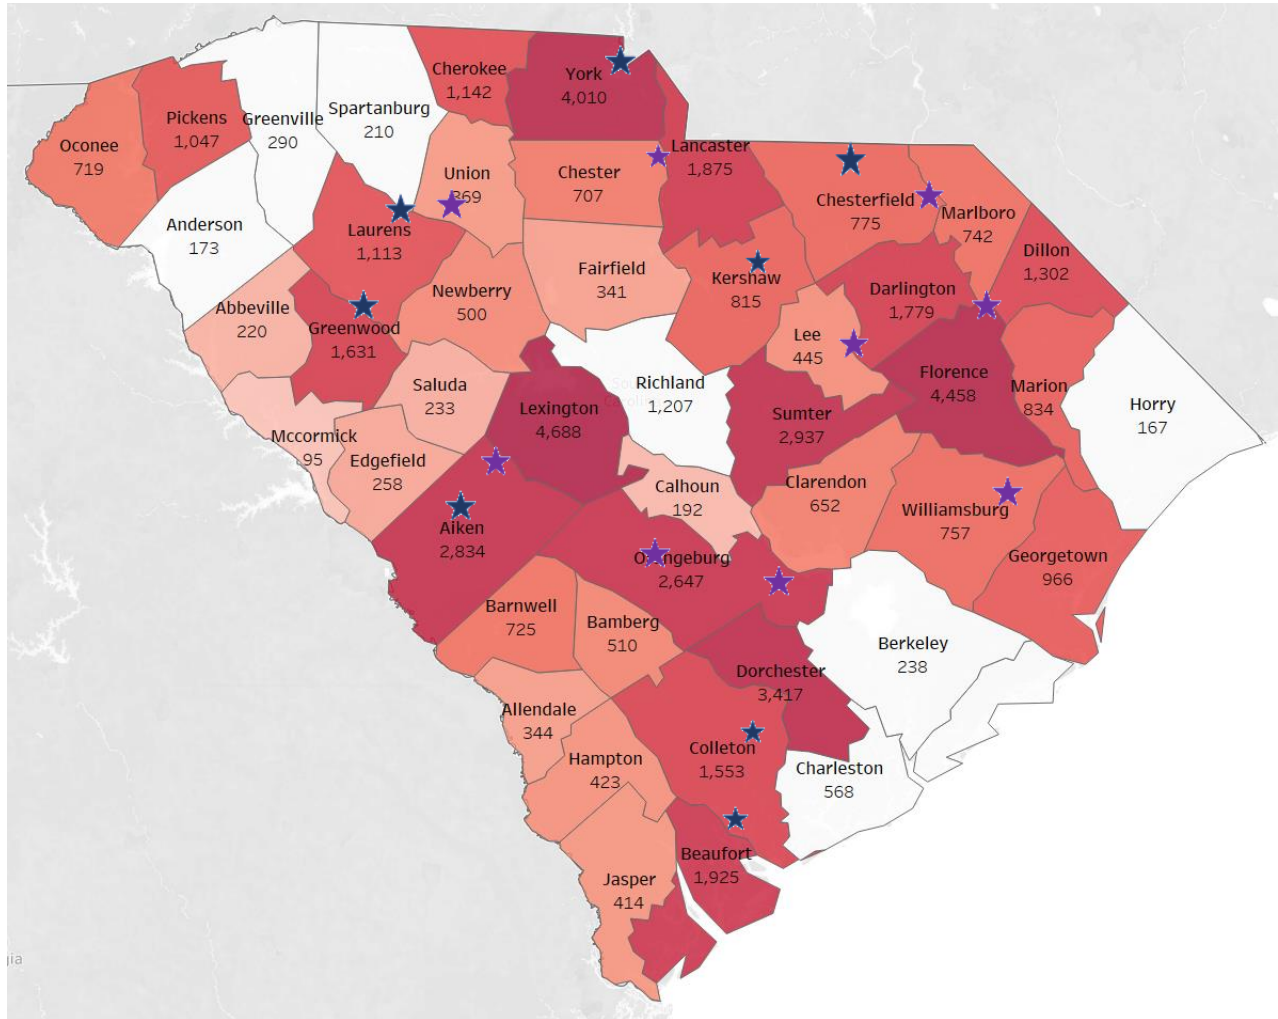 Cherokee
1,142
York
4,010
Pickens
1,047
Greenville
290
Spartanburg
210
Oconee
719
Union
369
Chester
707
Lancaster
1,875
Chesterfield
775
Marlboro
742
Anderson
173
Laurens
1,113
Dillon
1,302
Abbeville
220
Greenwood
1,631
Newberry
500
Fairfield
341
Kershaw
815
Darlington
1,779
Lee
445
Saluda
233
Lexington
4,688
Richland
1,207
Sumter
2,937
Florence
4,458
Marion
834
Horry
167
Mccormick
95
Edgefield
258
Calhoun
192
Clarendon
652
Williamsburg
757
Aiken
2,834
Orangeburg
2,647
Georgetown
966
Barnwell
725
Bamberg
510
Berkeley
238
Dorchester
3,417
Allendale
344
Hampton
423
Colleton
1,553
Charleston
568
Beaufort
1,925
Jasper
414